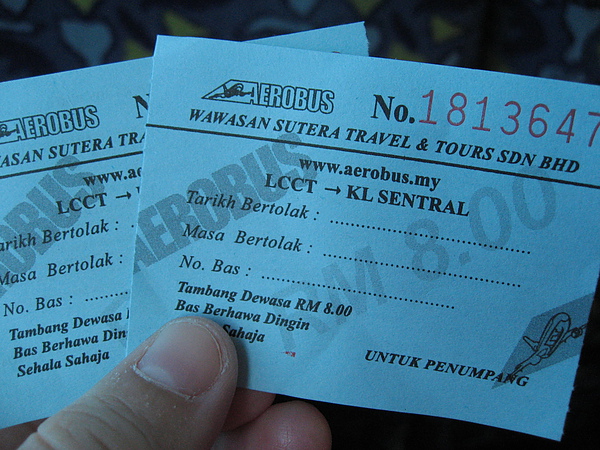 AEROBUS
WASAN SUTERA TRA
www.a
LCCT →
Tarikh Bertolak :
Masa Bertolak :
No. Bas :
Tambang Dewasa
Bas Berhawa Dingin
Sehala Sahaja
AEROBUS
No. 1813647
WAWASAN SUTERA TRAVEL & TOURS SDN BHD
www.aerobus.my
LCCT → KL SENTRAL
Tarikh Bertolak :
Masa Bertolak :
No. Bas :
Tambang Dewasa RM 8.00
Bas Berhawa Dingin
Sahaja
UNTUK PENUMPANG
AEROBUS
RM 8.00